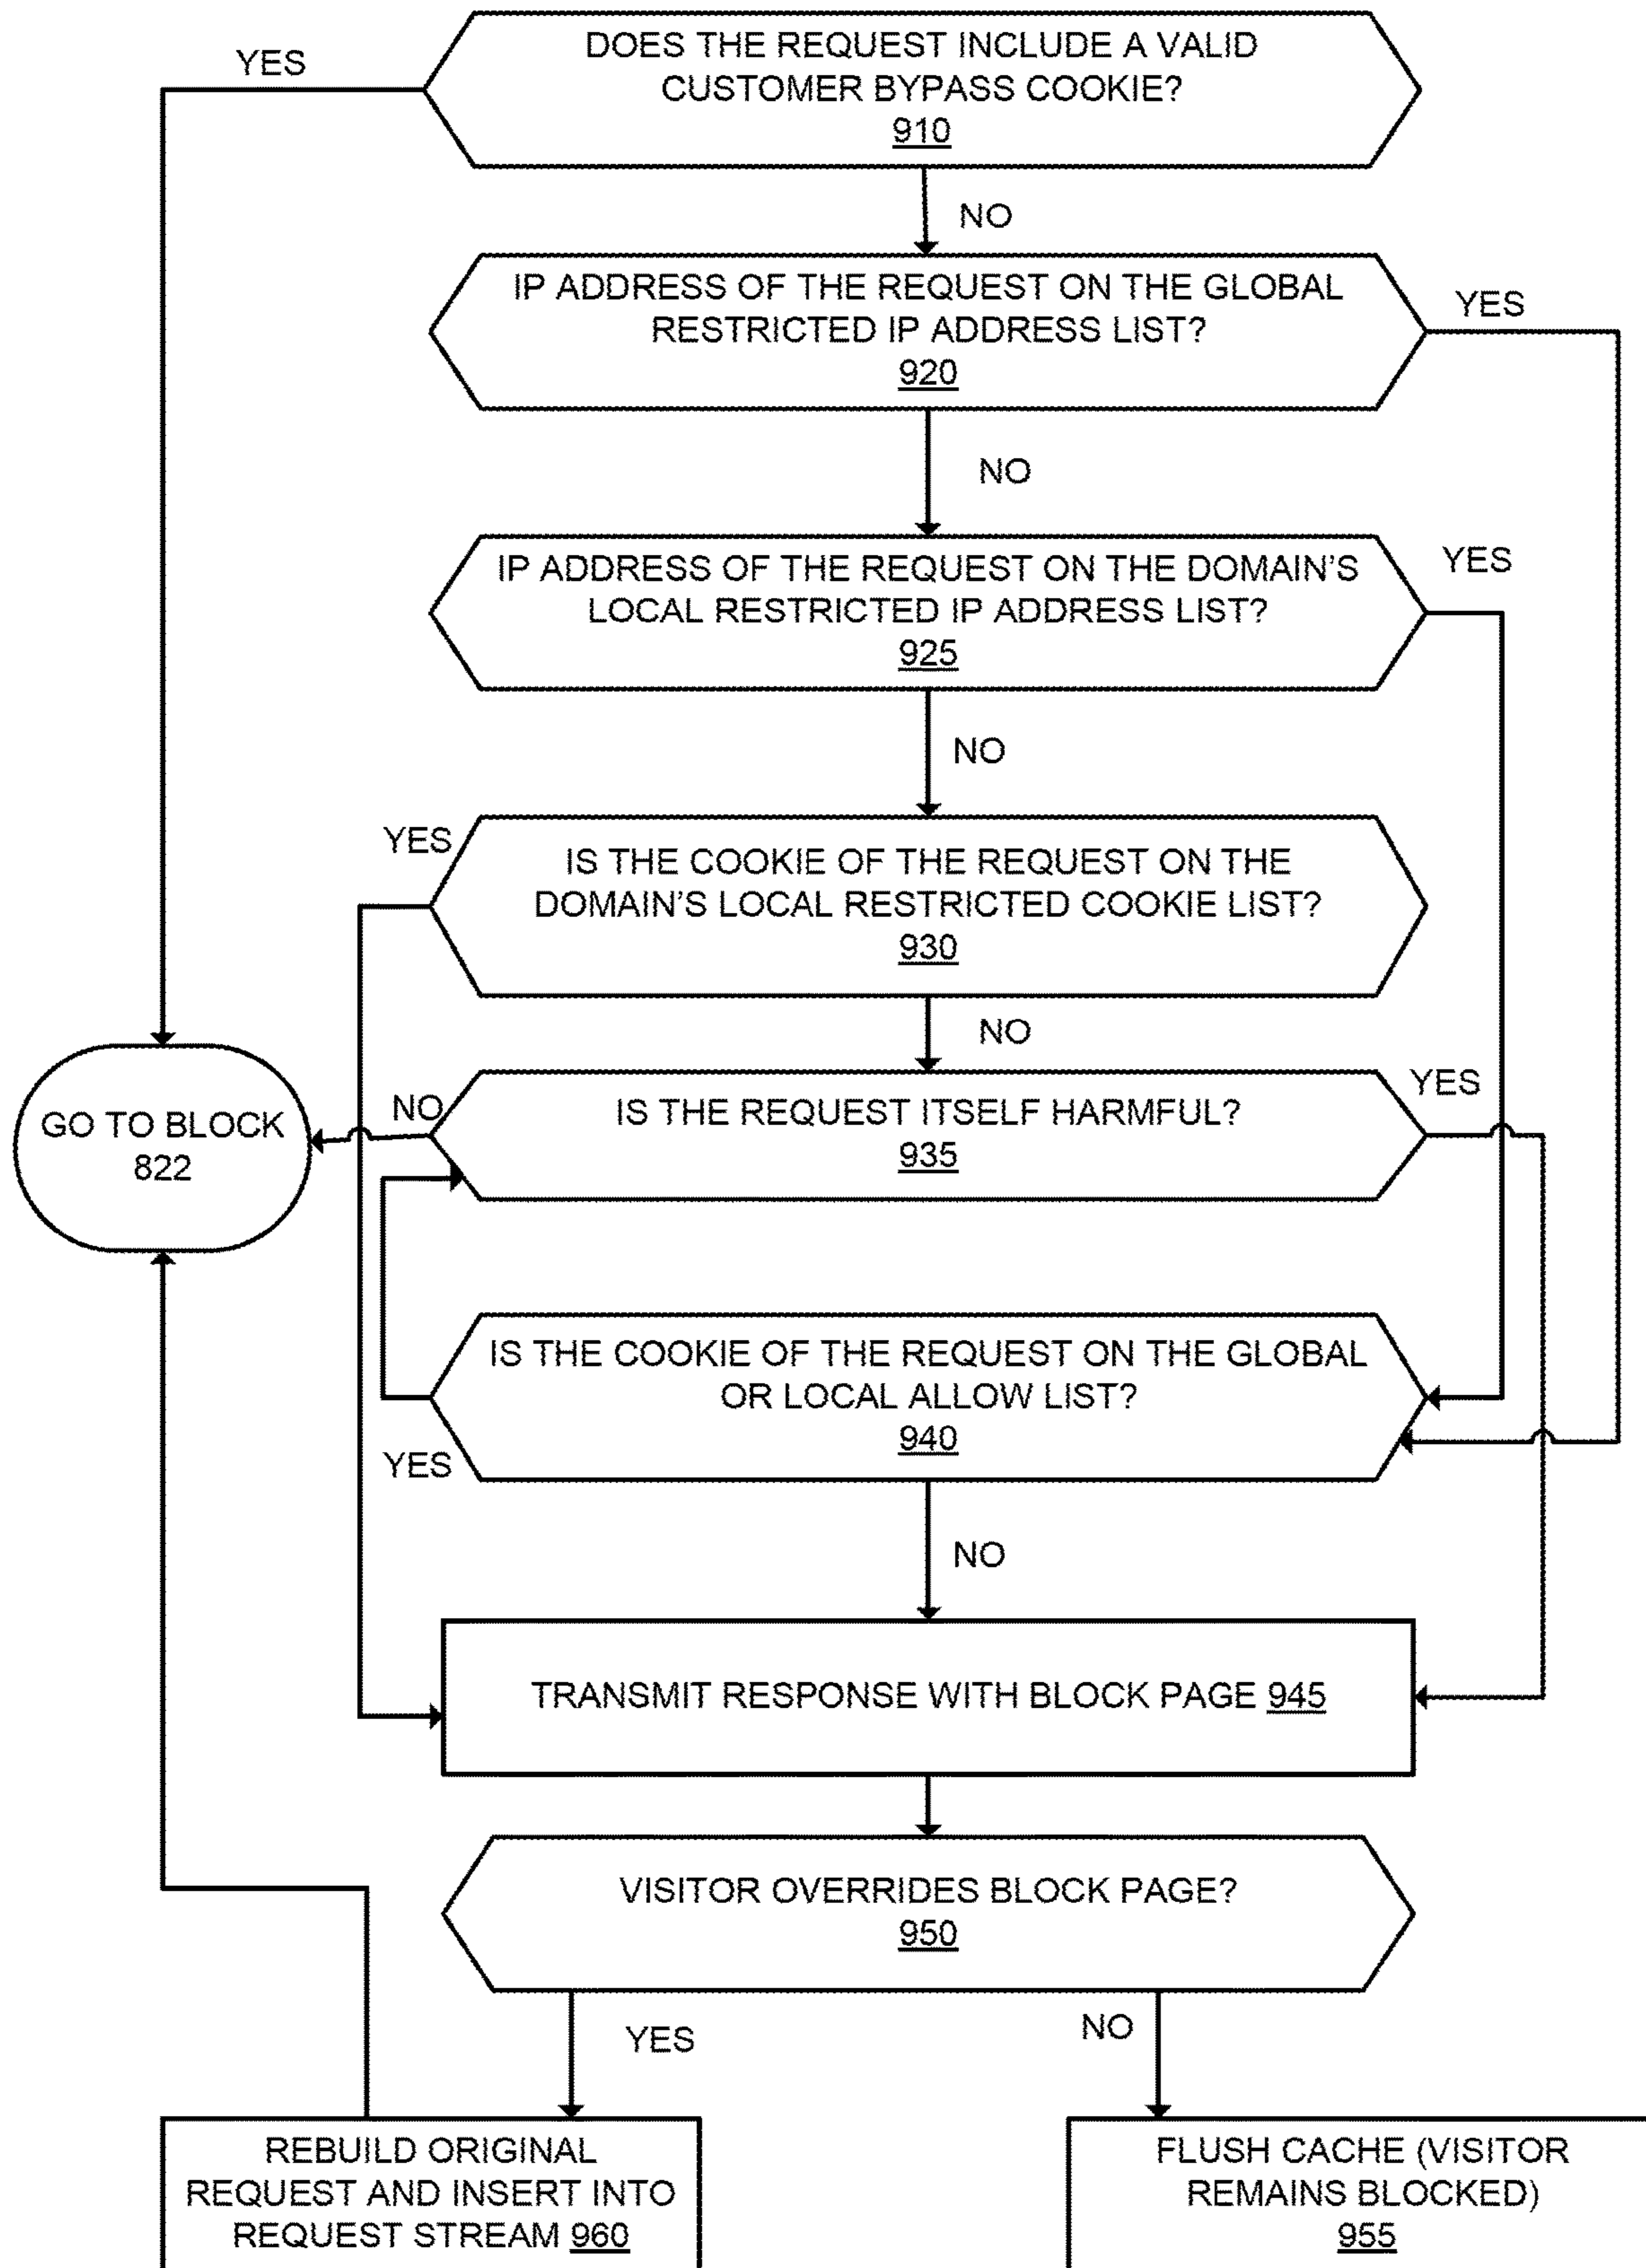 DOES THE REQUEST INCLUDE A VALID
CUSTOMER BYPASS COOKIE?
910
YES
NO
IP ADDRESS OF THE REQUEST ON THE GLOBAL
RESTRICTED IP ADDRESS LIST?
920
YES
NO
IP ADDRESS OF THE REQUEST ON THE DOMAIN'S
LOCAL RESTRICTED IP ADDRESS LIST?
925
YES
NO
YES
IS THE COOKIE OF THE REQUEST ON THE
DOMAIN'S LOCAL RESTRICTED COOKIE LIST?
930
NO
GO TO BLOCK
822
NO
IS THE REQUEST ITSELF HARMFUL?
935
YES
IS THE COOKIE OF THE REQUEST ON THE GLOBAL
OR LOCAL ALLOW LIST?
940
YES
NO
TRANSMIT RESPONSE WITH BLOCK PAGE 945
VISITOR OVERRIDES BLOCK PAGE?
950
YES
NO
REBUILD ORIGINAL
REQUEST AND INSERT INTO
REQUEST STREAM 960
FLUSH CACHE (VISITOR
REMAINS BLOCKED)
955